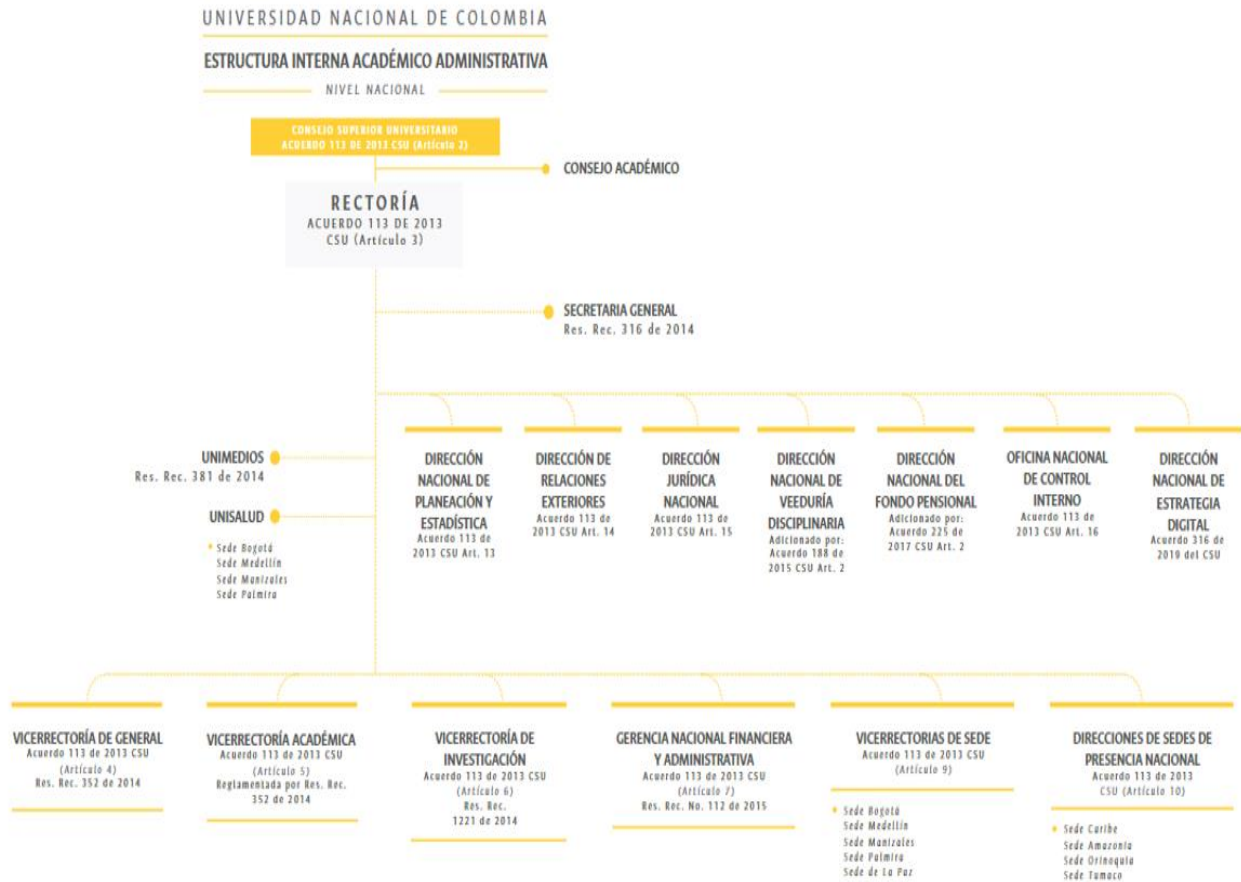 UNIVERSIDAD NACIONAL DE COLOMBIA
ESTRUCTURA INTERNA ACADÉMICO ADMINISTRATIVA
NIVEL NACIONAL
CONSEJO SUPERIOR UNIVERSITARIO
ACUERDO 113 DE 2013 CSU (Artículo 2)
CONSEJO ACADÉMICO
RECTORÍA
ACUERDO 113 DE 2013
CSU (Artículo 3)
SECRETARIA GENERAL
Res. Rec. 316 de 2014
UNIMEDIOS
Res. Rec. 381 de 2014
UNISALUD
Sede Bogotá
Sede Medellín
Sede Manizales
Sede Palmira
DIRECCIÓN
NACIONAL DE
PLANEACIÓN Y
ESTADÍSTICA
Acuerdo 113 de
2013 CSU Art. 13
DIRECCIÓN DE
RELACIONES
EXTERIORES
Acuerdo 113 de
2013 CSU Art. 14
DIRECCIÓN
JURÍDICA
NACIONAL
Acuerdo 113 de
2013 CSU Art. 15
DIRECCIÓN
NACIONAL DE
VEEDURÍA
DISCIPLINARIA
Adicionado por:
Acuerdo 188 de
2015 CSU Art. 2
DIRECCIÓN
NACIONAL DEL
FONDO PENSIONAL
Adicionado por:
Acuerdo 225 de
2017 CSU Art. 2
OFICINA NACIONAL
DE CONTROL
INTERNO
Acuerdo 113 de
2013 CSU Art. 16
DIRECCIÓN
NACIONAL DE
ESTRATEGIA
DIGITAL
Acuerdo 316 de
2019 del CSU
VICERRECTORÍA DE GENERAL
Acuerdo 113 de 2013 CSU
(Artículo 4)
Res. Rec. 352 de 2014
VICERRECTORÍA ACADÉMICA
Acuerdo 113 de 2013 CSU
(Artículo 5)
Reglamentada por Res. Rec.
352 de 2014
VICERRECTORÍA DE
INVESTIGACIÓN
Acuerdo 113 de 2013 CSU
(Artículo 6)
Res. Rec.
1221 de 2014
GERENCIA NACIONAL FINANCIERA
Y ADMINISTRATIVA
Acuerdo 113 de 2013 CSU
(Artículo 7)
Res. Rec. No. 112 de 2015
VICERRECTORIAS DE SEDE
Acuerdo 113 de 2013 CSU
(Artículo 9)
Sede Bogotá
Sede Medellín
Sede Manizales
Sede Palmira
Sede de La Paz
DIRECCIONES DE SEDES DE
PRESENCIA NACIONAL
Acuerdo 113 de 2013
CSU (Artículo 10)
Sede Caribe
Sede Amazonia
Sede Orinoquia
Sede Tumaco